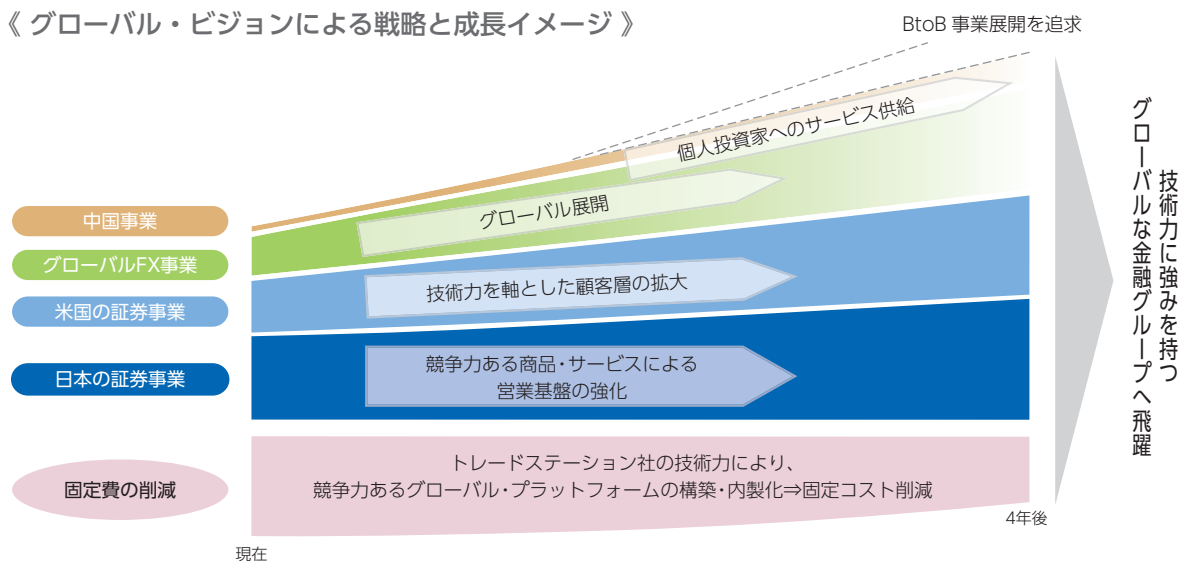 《 グローバル・ビジョンによる戦略と成長イメージ 》
BtoB 事業展開を追求
個人投資家へのサービス供給
中国事業
グローバル展開
グローバルFX事業
技術力を軸とした顧客層の拡大
米国の証券事業
競争力ある商品・サービスによる
営業基盤の強化
日本の証券事業
トレードステーション社の技術力により、
競争力あるグローバル・プラットフォームの構築・内製化⇒固定コスト削減
固定費の削減
現在
4年後
技術力に強みを持つ
グローバルな金融グループへ飛躍